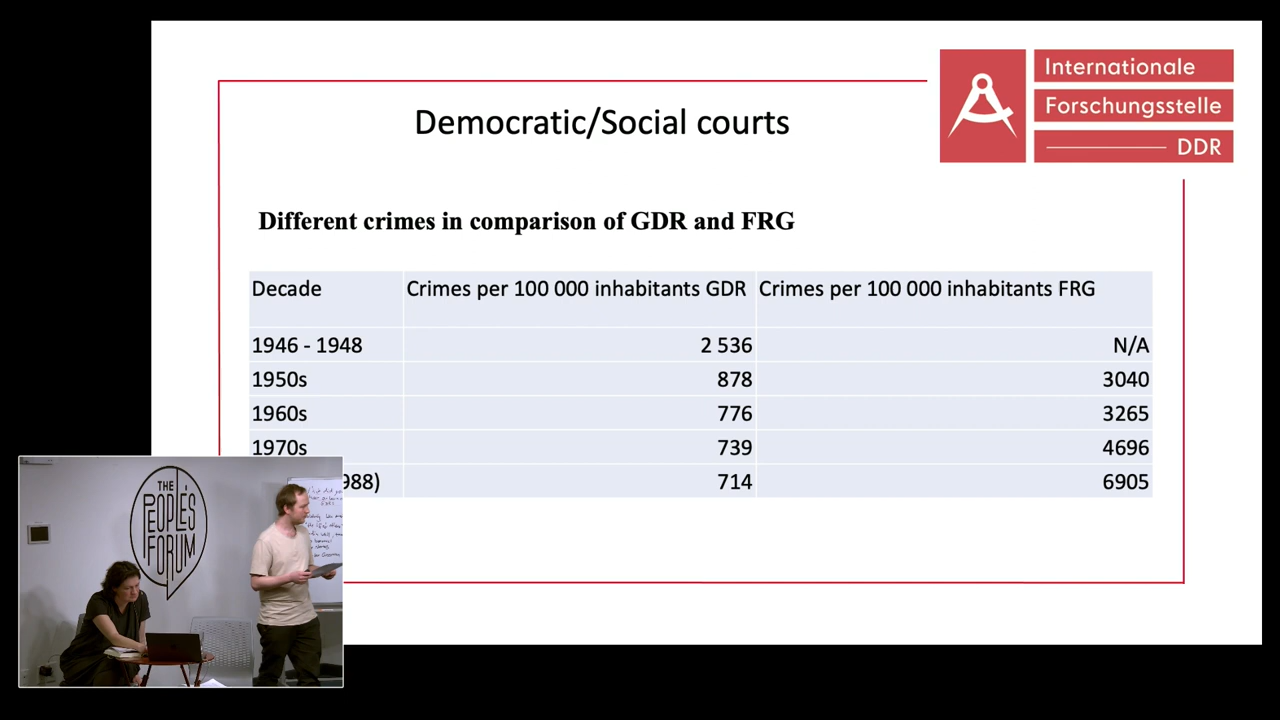 Internationale
Forschungsstelle
DDR
Democratic/Social courts
Different crimes in comparison of GDR and FRG
Decade Crimes per 100 000 inhabitants GDR Crimes per 100 000 inhabitants FRG
1946 - 1948 2 536 N/A
1950s 878 3040
1960s 776 3265
1970s 739 4696
988) 714 6905
THE
PEOPLE'S
FORUM